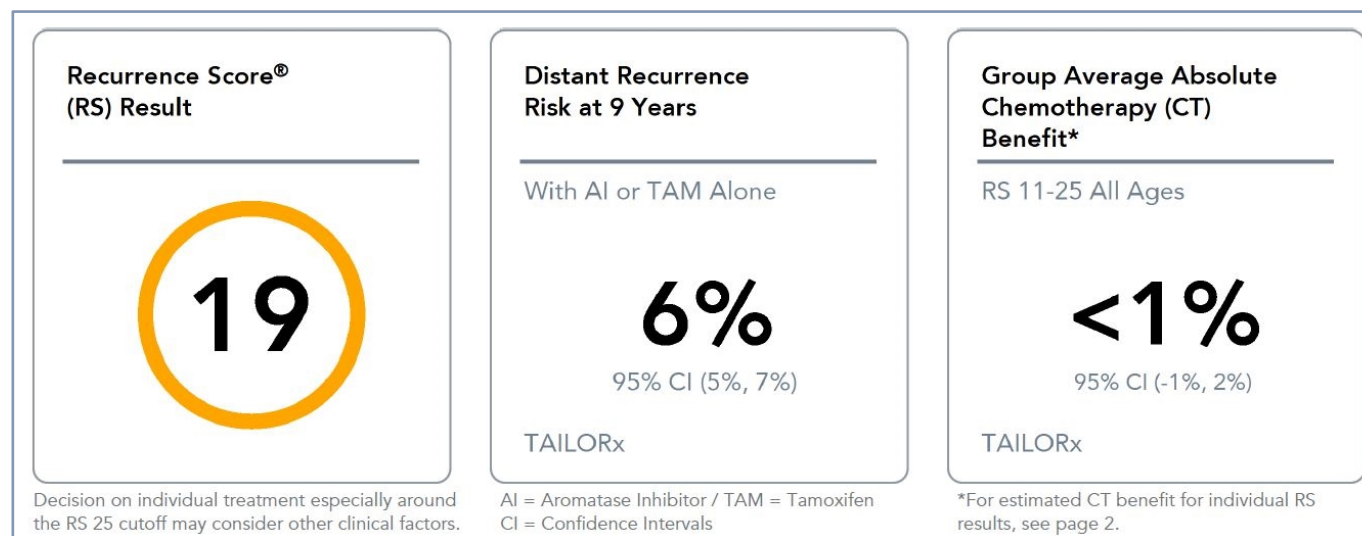 Recurrence Score®
(RS) Result
19
Decision on individual treatment especially around
the RS 25 cutoff may consider other clinical factors.
Distant Recurrence
Risk at 9 Years
With AI or TAM Alone
6%
95% CI (5%, 7%)
TAILORx
AI = Aromatase Inhibitor / TAM = Tamoxifen
CI = Confidence Intervals
Group Average Absolute
Chemotherapy (CT)
Benefit*
RS 11-25 All Ages
<1%
95% CI (-1%, 2%)
TAILORx
*For estimated CT benefit for individual RS
results, see page 2.